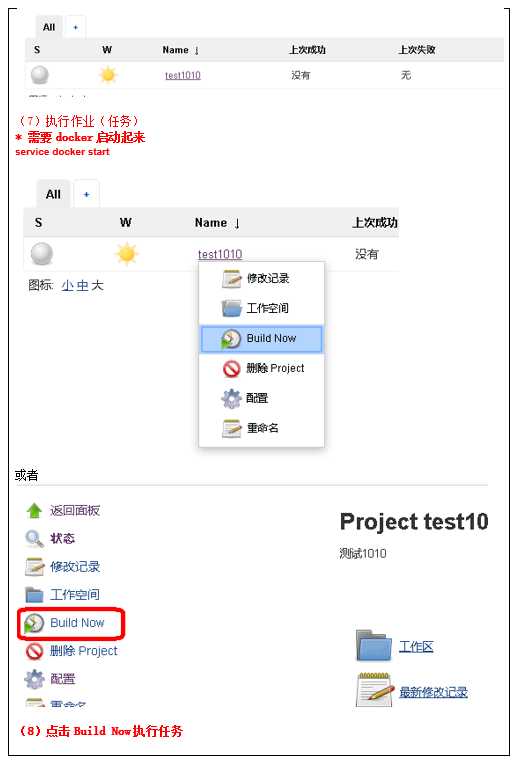 All +
S W Name ↓ 上次成功 上次失败
test1010 没有 无
（7）执行作业（任务）
* 需要 docker 启动起来
service docker start
All +
S W Name ↓ 上次成功
test1010 没有
图标: 小 中 大
修改记录
工作空间
Build Now
删除 Project
配置
重命名
或者
返回面板
状态
修改记录
工作空间
Build Now
删除 Project
配置
重命名
Project test10
测试1010
工作区
最新修改记录
（8）点击 Build Now执行任务